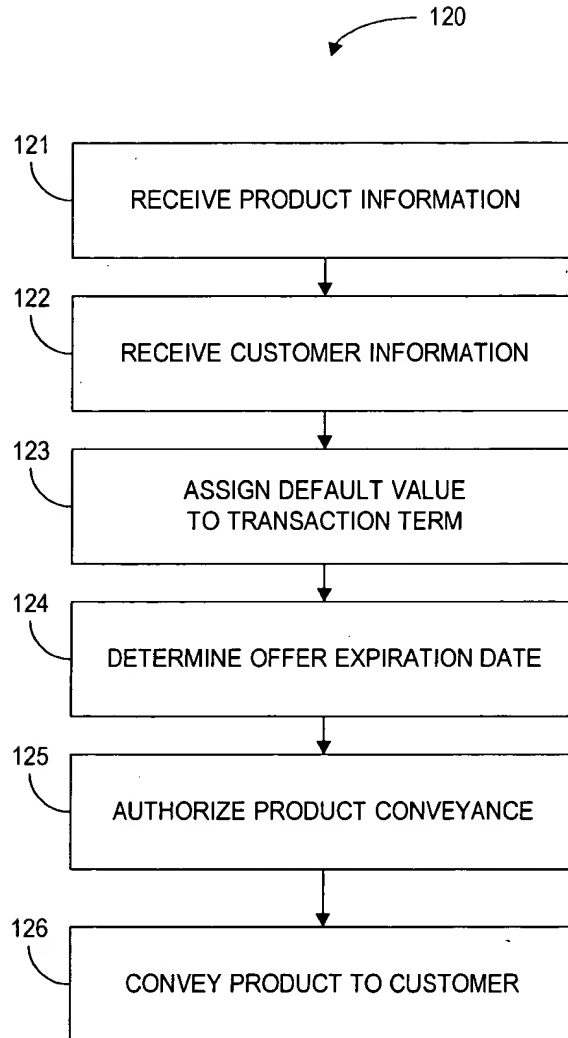 120
121
RECEIVE PRODUCT INFORMATION
122
RECEIVE CUSTOMER INFORMATION
123
ASSIGN DEFAULT VALUE
TO TRANSACTION TERM
124
DETERMINE OFFER EXPIRATION DATE
125
AUTHORIZE PRODUCT CONVEYANCE
126
CONVEY PRODUCT TO CUSTOMER